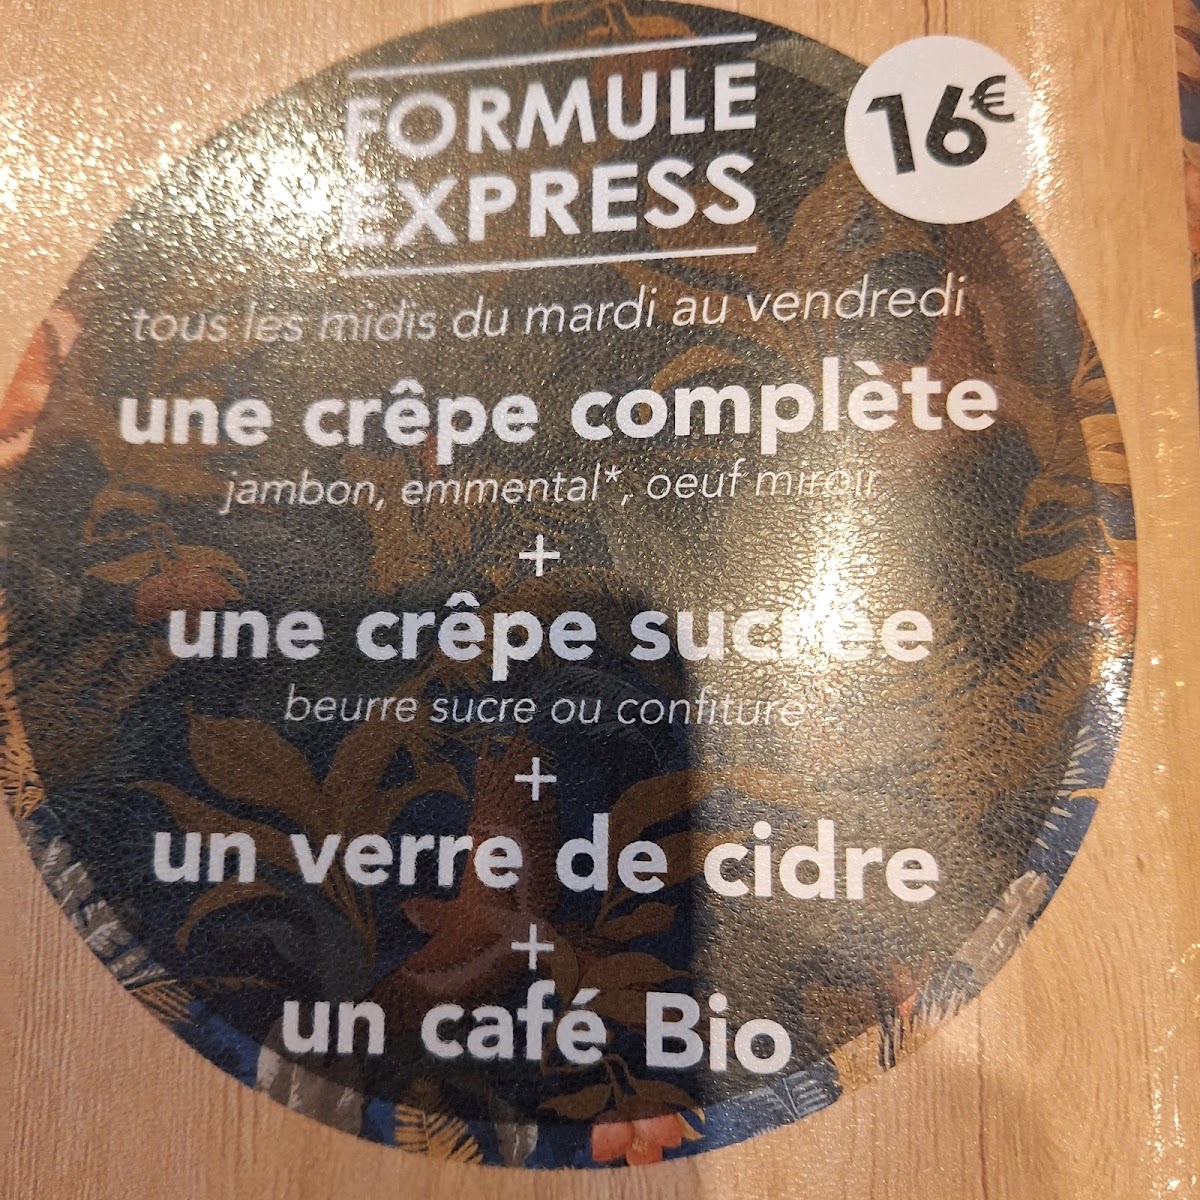 FORMULE
EXPRESS
16€
tous les midis du mardi au vendredi
une crêpe complète
jambon, emmental*, oeuf miroir
+
une crêpe sucrée
beurre sucre ou confiture
+
un verre de cidre
+
un café Bio